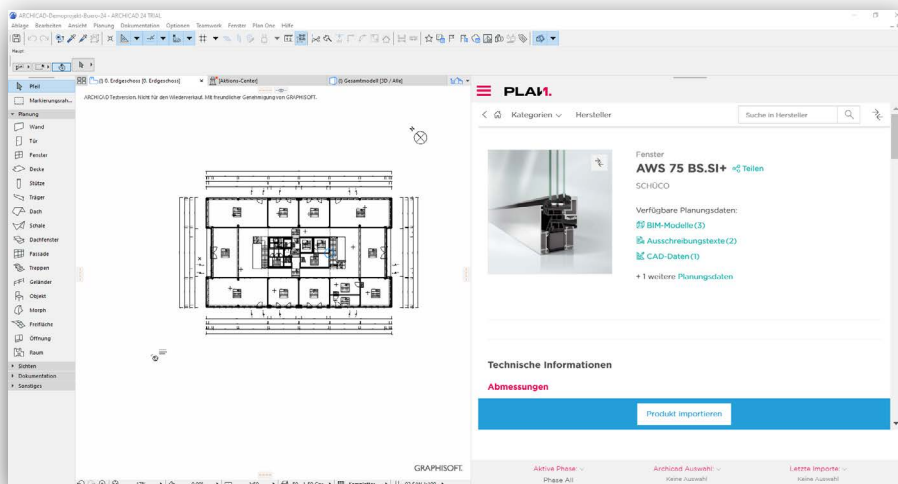 ARCHICAD-Demoprojekt-Buero-24 - ARCHICAD 24 TRIAL
Ablage Bearbeiten Ansicht Planung Dokumentation Optionen Teamwork Fenster Plan One Hilfe
Haupt
(!) 0. Erdgeschoss [0. Erdgeschoss]
[Aktions-Center]
(!) Gesamtmodell [3D / Alle]
ARCHICAD Testversion. Nicht für den Wiederverkauf. Mit freundlicher Genehmigung von GRAPHISOFT.
Pfeil
Markierungsrah...
Planung
Wand
Tür
Fenster
Decke
Stütze
Träger
Dach
Schale
Dachfenster
Fassade
Treppen
Geländer
Objekt
Morph
Freifläche
Öffnung
Raum
Sichten
Dokumentation
Sonstiges
GRAPHISOFT.
PLAN1.
Kategorien Hersteller
Suche in Hersteller
Fenster
AWS 75 BS.SI+ Teilen
SCHÜCO
Verfügbare Planungsdaten:
BIM-Modelle (3)
Ausschreibungstexte (2)
CAD-Daten (1)
+ 1 weitere Planungsdaten
Technische Informationen
Abmessungen
Produkt importieren
Aktive Phase:
Phase All
Archicad Auswahl:
Keine Auswahl
Letzte Importe:
Keine Auswahl